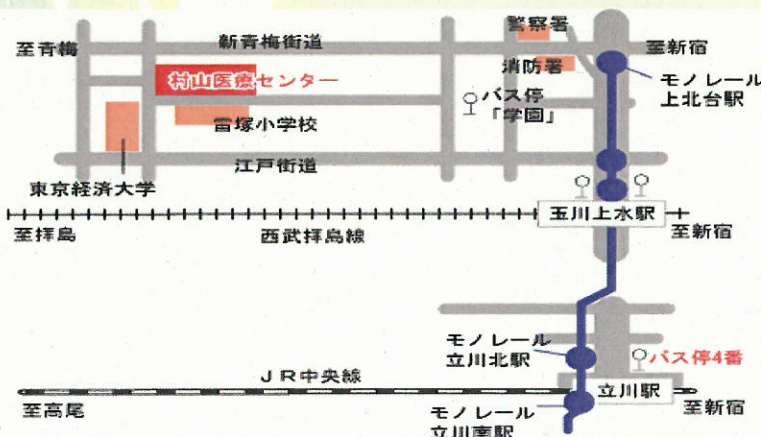 警察署
至青梅
新青梅街道
至新宿
消防署
村山医療センター
モノレール
上北台駅
バス停
「学園」
雷塚小学校
江戸街道
東京経済大学
玉川上水駅
至拝島
西武拝島線
至新宿
モノレール
立川北駅
バス停4番
JR中央線
立川駅
至高尾
モノレール
立川南駅
至新宿